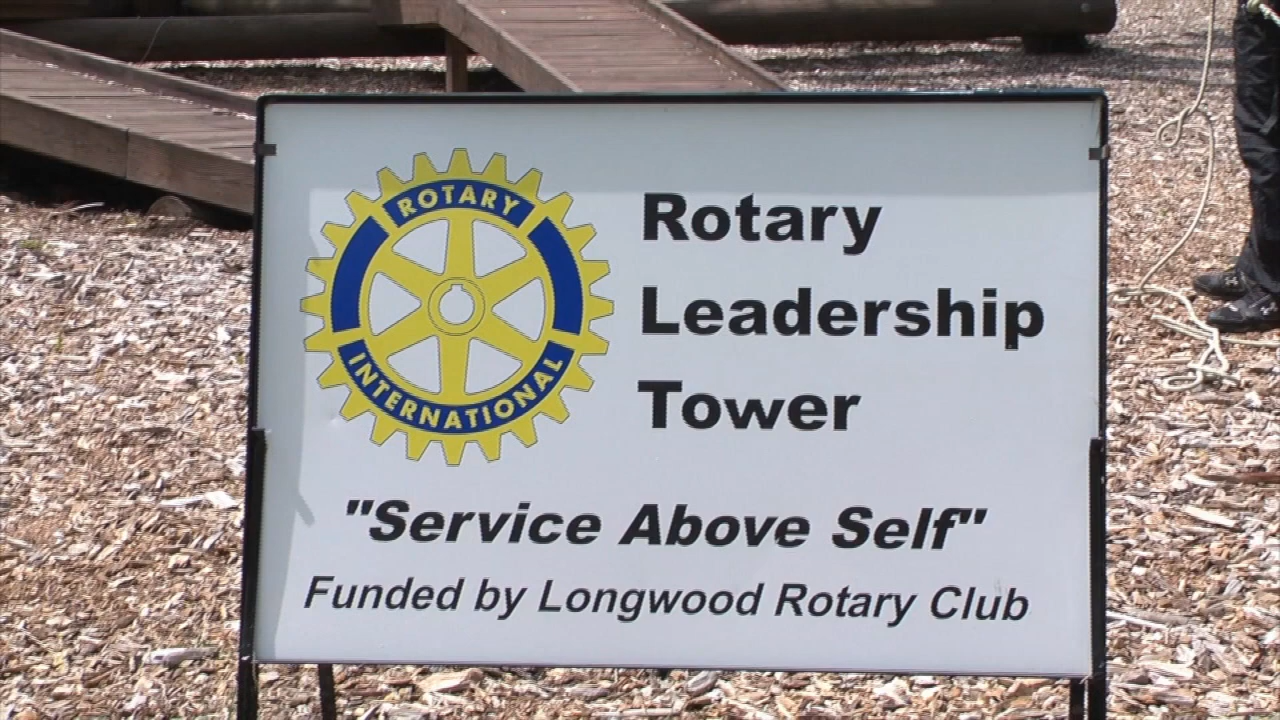 ROTARY
INTERNATIONAL
Rotary
Leadership
Tower
"Service Above Self"
Funded by Longwood Rotary Club